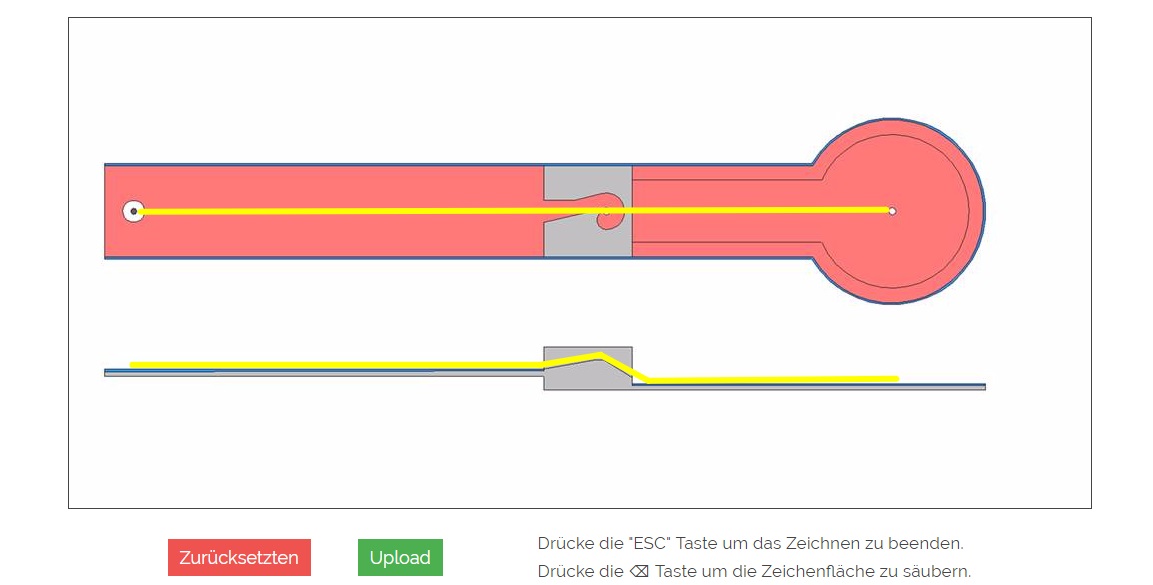 Zurücksetzten
Upload
Drücke die "ESC" Taste um das Zeichnen zu beenden.
Drücke die ⌫ Taste um die Zeichenfläche zu säubern.